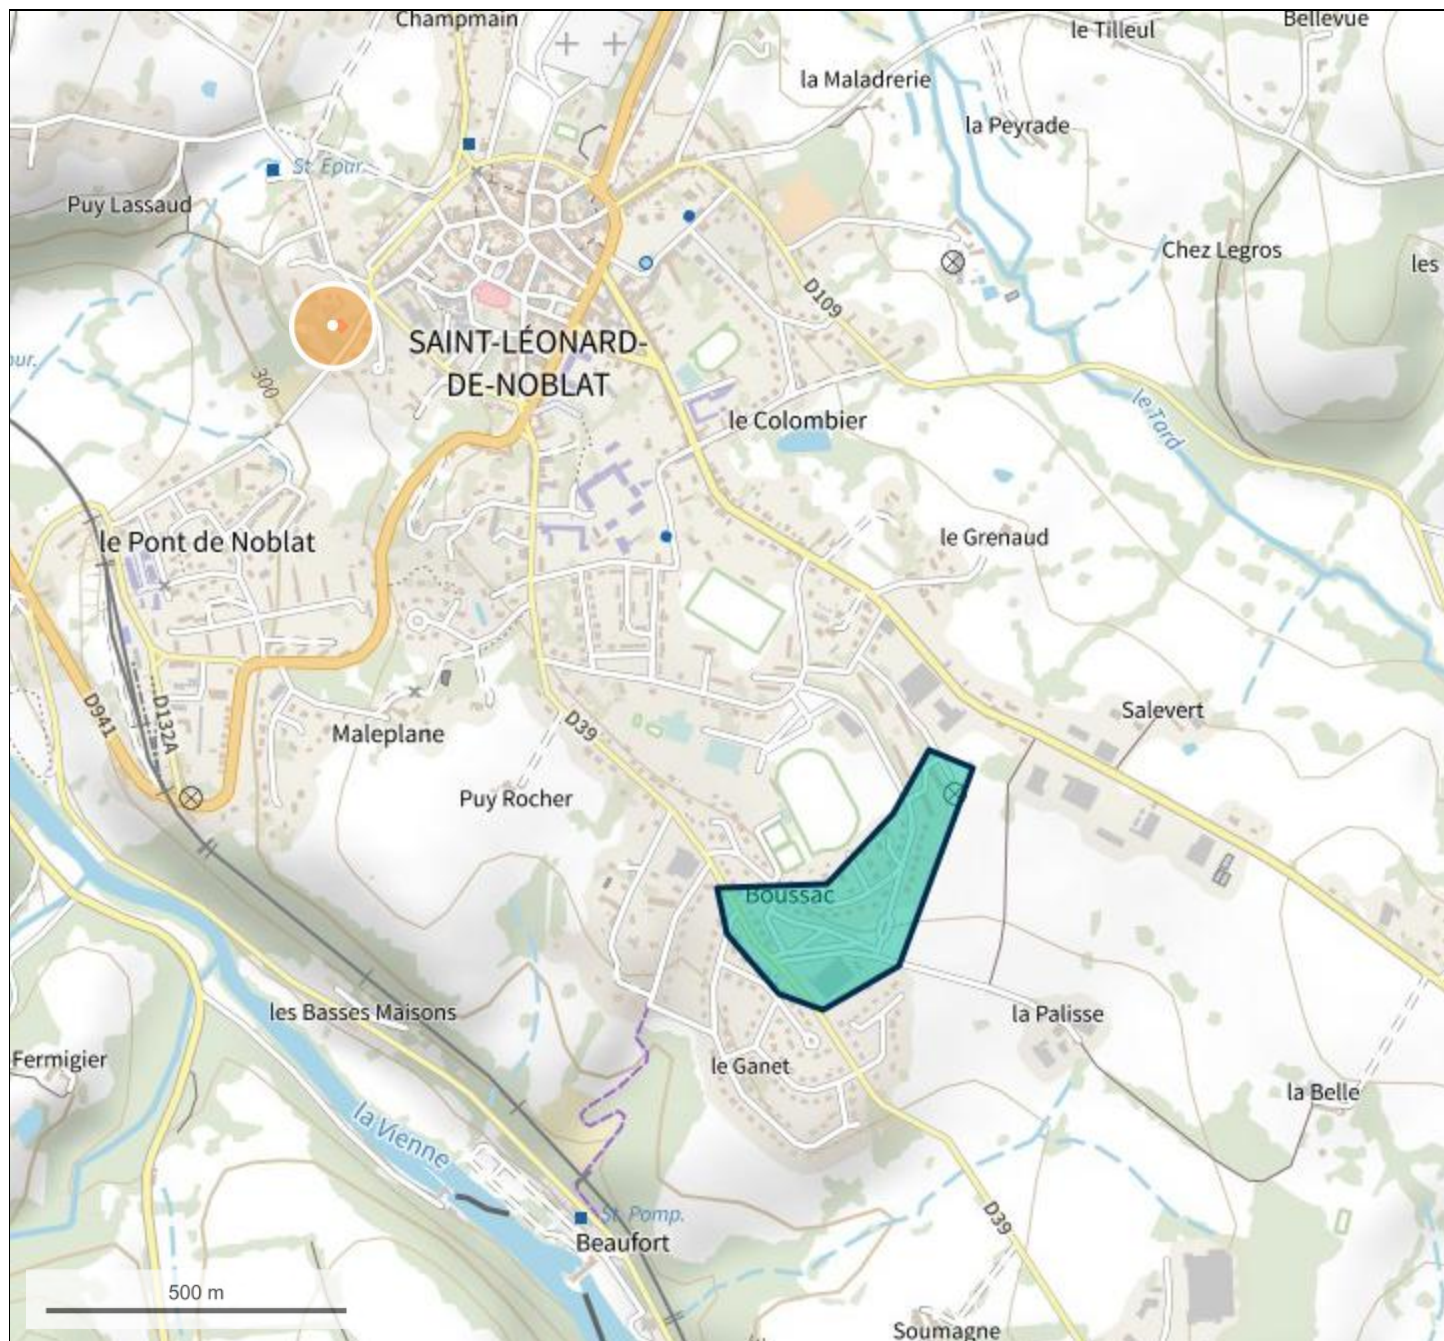 Champmain
Bellevue
le Tilleul
la Maladrerie
la Peyrade
St. Epur.
Puy Lassaud
Chez Legros
les
D109
SAINT-LÉONARD-
DE-NOBLAT
300
le Tard
le Colombier
le Pont de Noblat
le Grenaud
D941
D132A
Salevert
D39
Maleplane
Puy Rocher
Boussac
les Basses Maisons
la Palisse
Fermigier
le Ganet
la Belle
la Vienne
St. Pomp.
D39
Beaufort
500 m
Soumagne